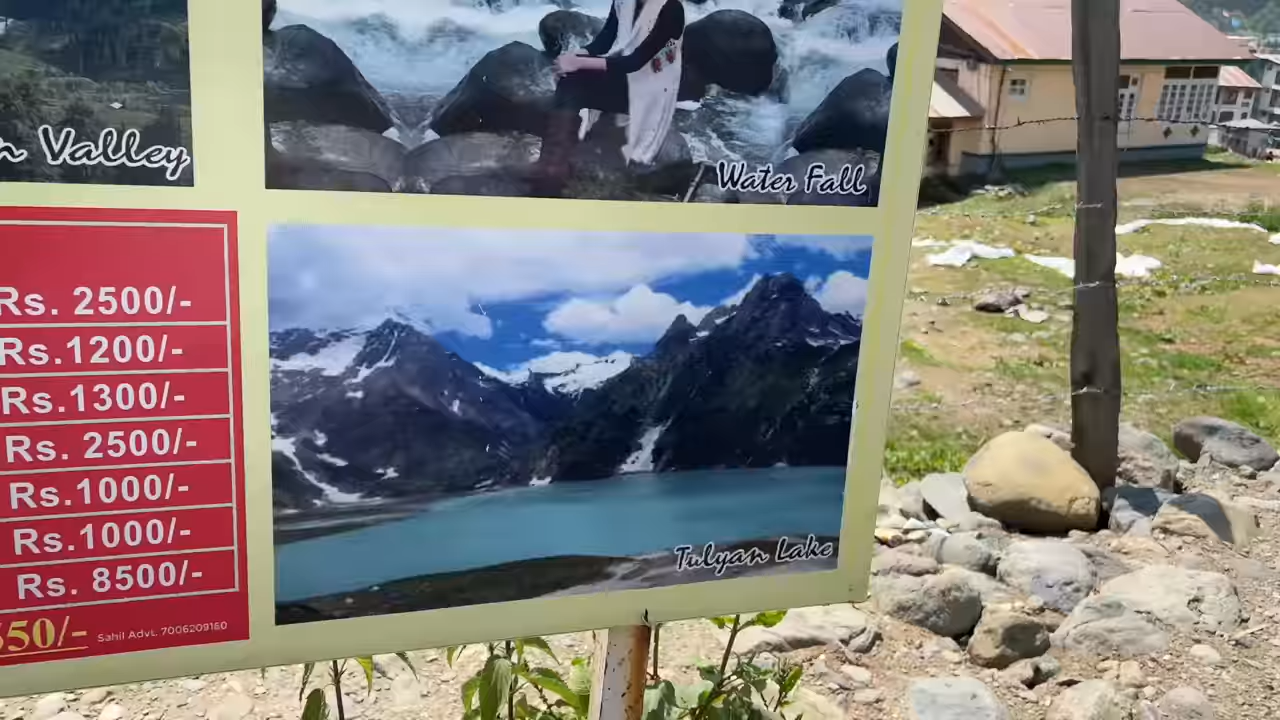 n Valley
Water Fall
Rs. 2500/-
Rs.1200/-
Rs.1300/-
Rs. 2500/-
Rs.1000/-
Rs.1000/-
Rs. 8500/-
650/-
Sahil Advt. 7006209160
Tulyan Lake